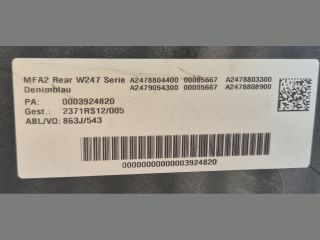 MFA2 Rear W247 Serie A2478804400 00005667 A2478803300
Denimblau A2479054300 00005667 A2478808900
PA: 0003924820
Gest.: 2371RS12/005
ABL/VO: 863J/543
00000000000003924820